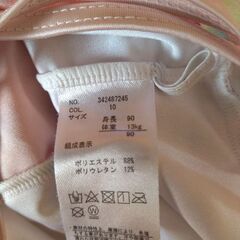 NO. 342487245
COL. 10
サイズ 身長 90
体重 13kg
90
組成表示
ポリエステル 88%
ポリウレタン 12%